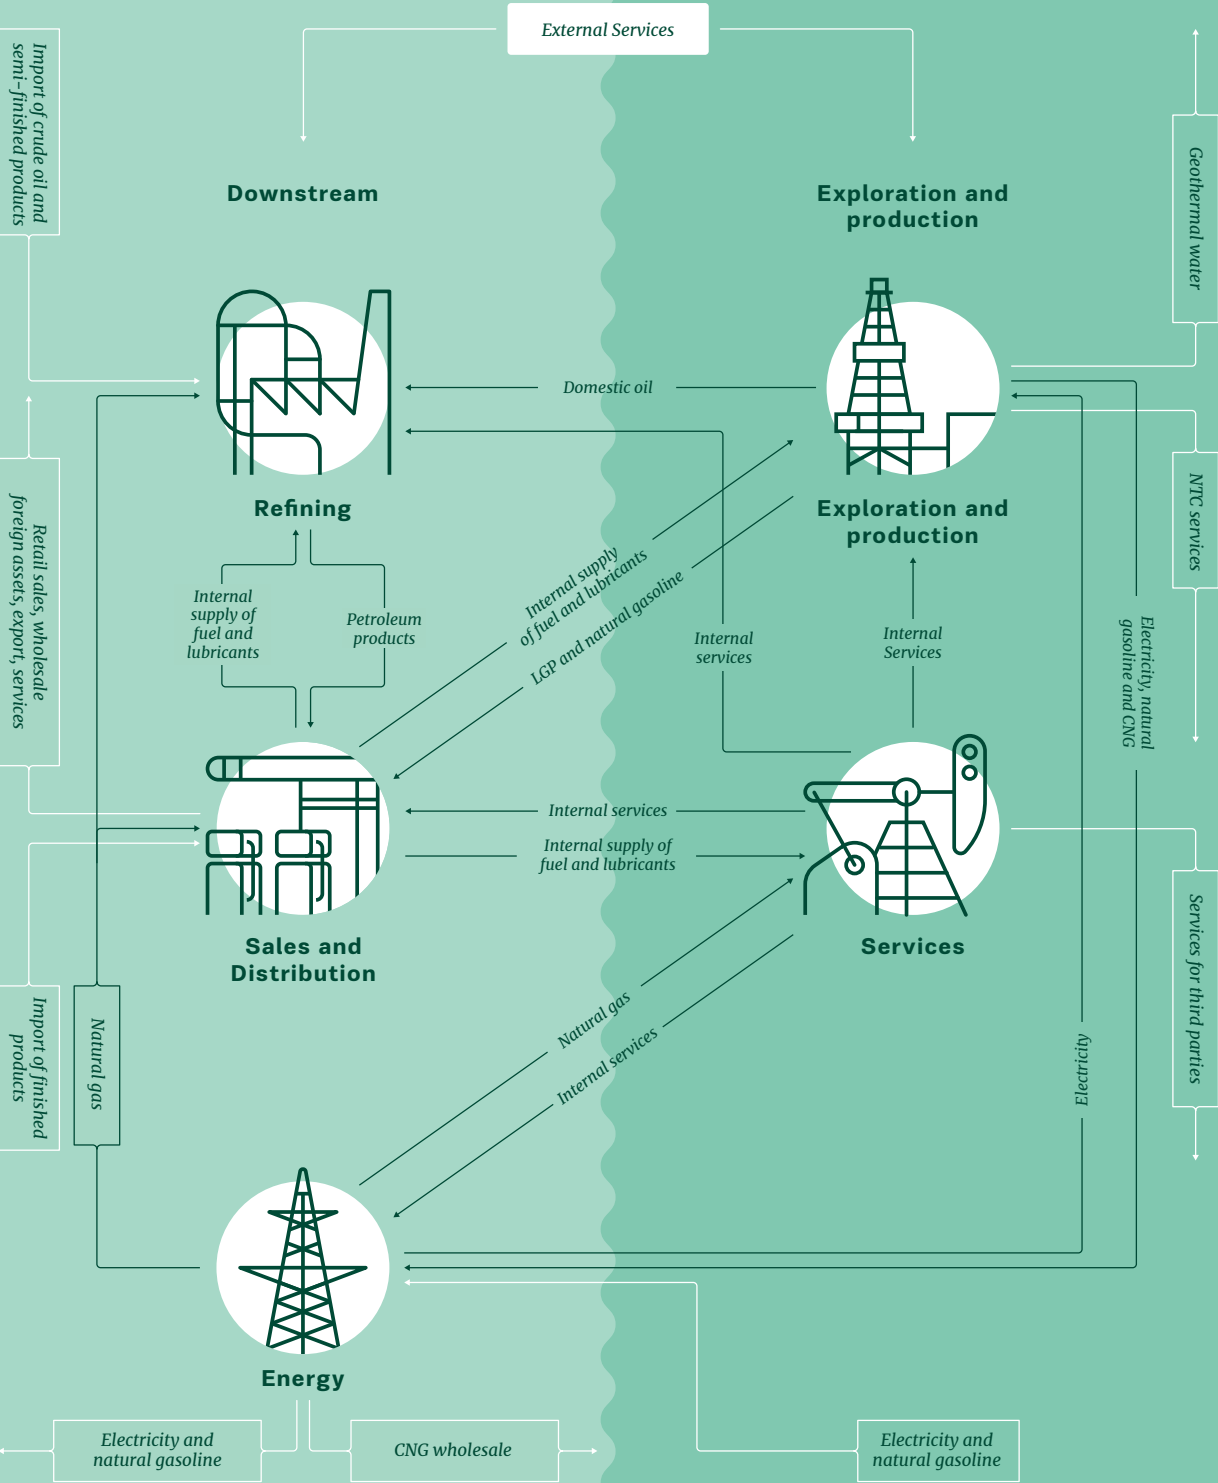 External Services
Import of crude oil and
semi-finished products
Downstream
Exploration and
production
Geothermal water
Domestic oil
Refining
Exploration and
production
NTC services
Retail sales, wholesale
foreign assets, export, services
Internal
supply of
fuel and
lubricants
Petroleum
products
Internal supply
of fuel and lubricants
LGP and natural gasoline
Internal
services
Internal
Services
Electricity, natural
gasoline and CNG
Internal services
Internal supply of
fuel and lubricants
Sales and
Distribution
Services
Services for third parties
Import of finished
products
Natural gas
Natural gas
Internal services
Electricity
Energy
Electricity and
natural gasoline
CNG wholesale
Electricity and
natural gasoline